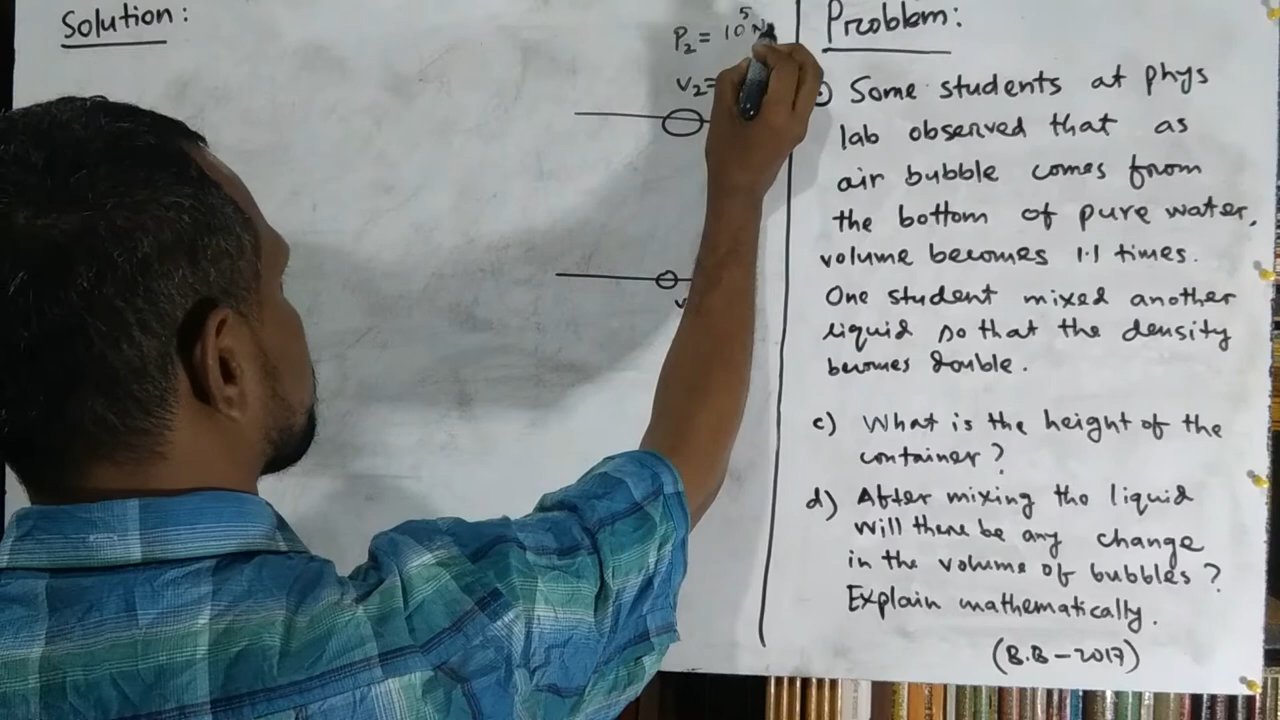 Solution:
P₂ = 10⁵ N
V₂=
V
Problem:
Some students at phys
lab observed that as
air bubble comes from
the bottom of pure water,
volume becomes 1.1 times.
One student mixed another
liquid so that the density
becomes double.
c) What is the height of the
container?
d) After mixing the liquid
will there be any change
in the volume of bubbles?
Explain mathematically.
(B.B-2017)